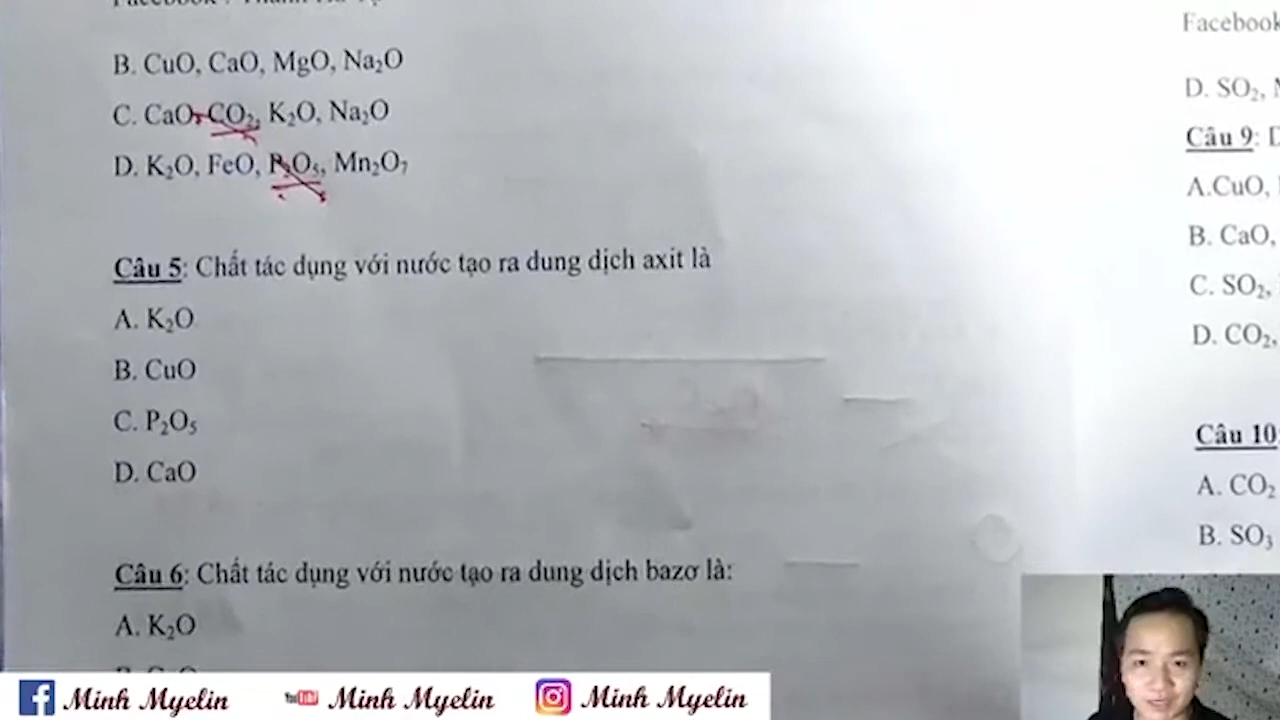 B. CuO, CaO, MgO, Na₂O
C. CaO, CO₂, K₂O, Na₂O
D. K₂O, FeO, P₂O₅, Mn₂O₇
Câu 5: Chất tác dụng với nước tạo ra dung dịch axit là
A. K₂O
B. CuO
C. P₂O₅
D. CaO
Câu 6: Chất tác dụng với nước tạo ra dung dịch bazơ là:
A. K₂O
Facebook
D. SO₂,
Câu 9:
A.CuO,
B. CaO,
C. SO₂,
D. CO₂,
Câu 10
A. CO₂
B. SO₃
Minh Myelin
YouTube Minh Myelin
Minh Myelin